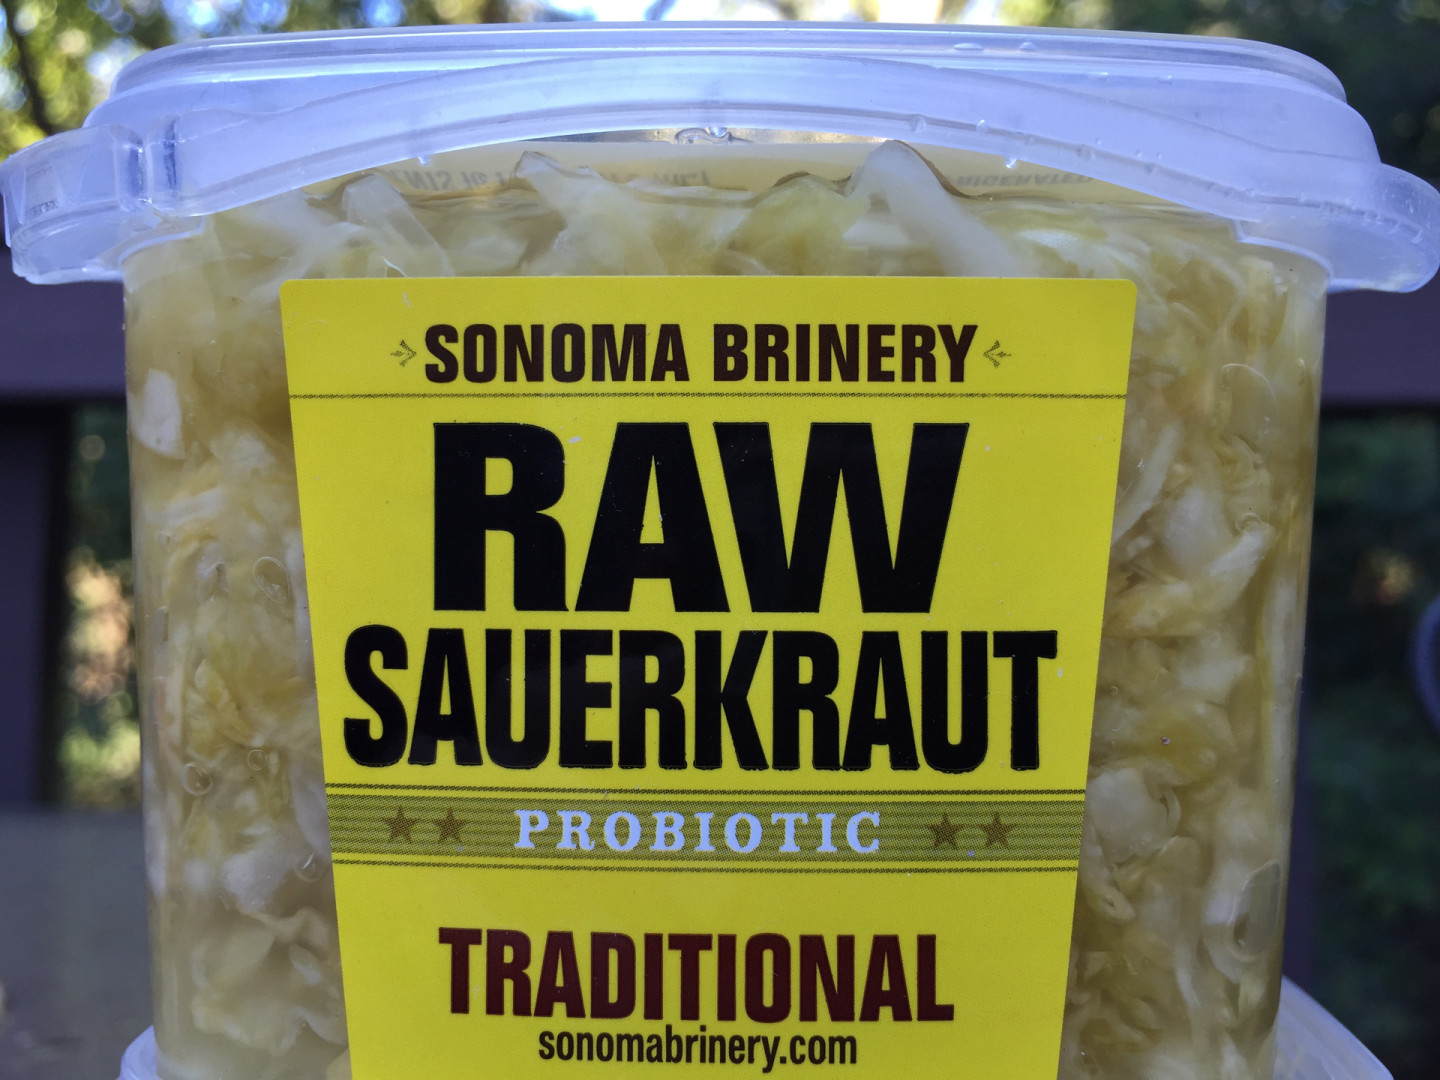 SONOMA BRINERY
RAW
SAUERKRAUT
PROBIOTIC
TRADITIONAL
sonomabrinery.com